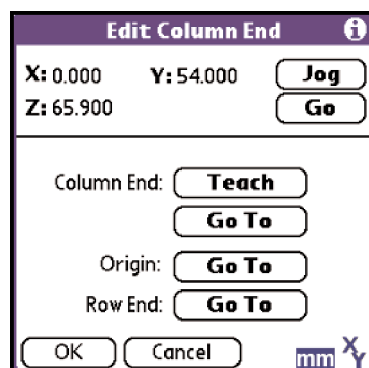 Edit Column End i
X: 0.000 Y: 54.000 Jog
Z: 65.900 Go
Column End: Teach
Go To
Origin: Go To
Row End: Go To
OK Cancel mm XY